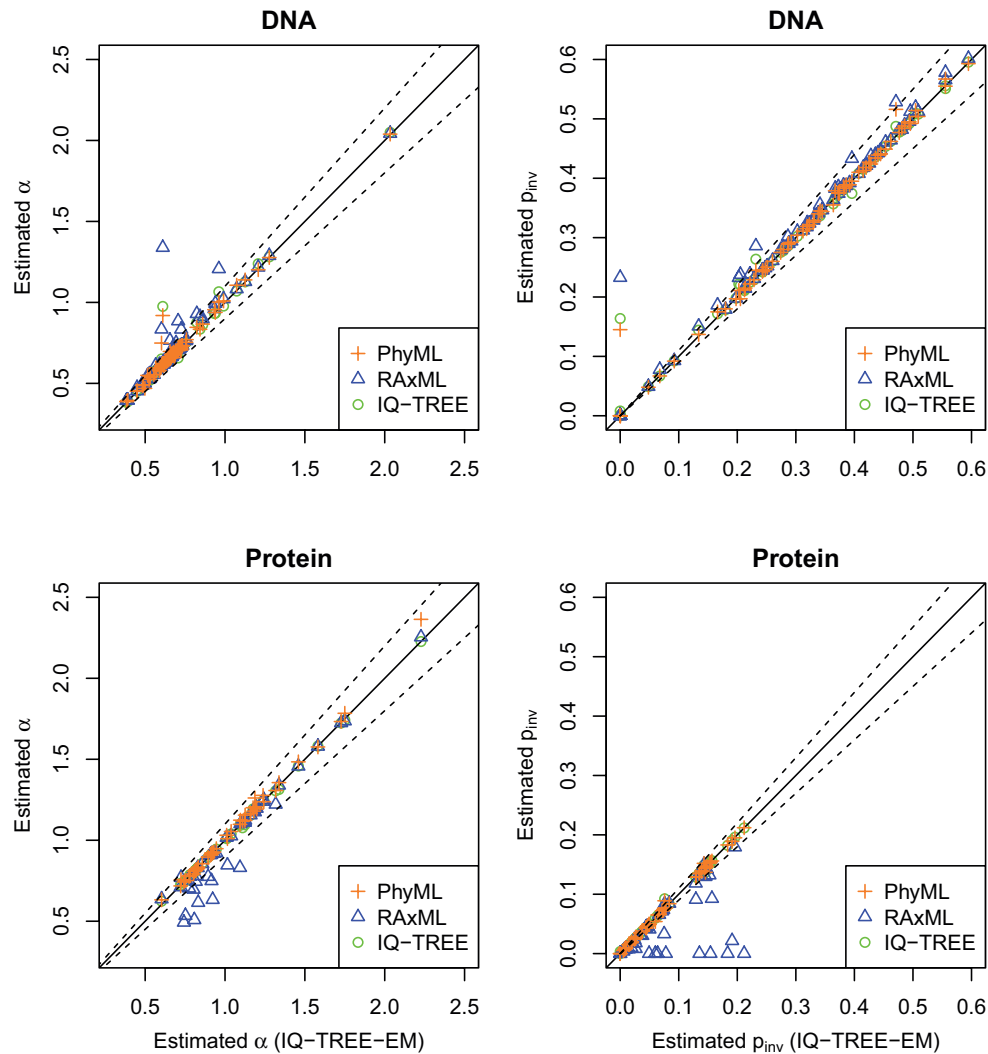 DNA
Estimated α
2.5
2.0
1.5
1.0
0.5
PhyML
RAxML
IQ−TREE
0.5 1.0 1.5 2.0 2.5
DNA
Estimated pinv
0.6
0.5
0.4
0.3
0.2
0.1
0.0
PhyML
RAxML
IQ−TREE
0.0 0.1 0.2 0.3 0.4 0.5 0.6
Protein
Estimated α
2.5
2.0
1.5
1.0
0.5
PhyML
RAxML
IQ−TREE
0.5 1.0 1.5 2.0 2.5
Estimated α (IQ−TREE−EM)
Protein
Estimated pinv
0.6
0.5
0.4
0.3
0.2
0.1
0.0
PhyML
RAxML
IQ−TREE
0.0 0.1 0.2 0.3 0.4 0.5 0.6
Estimated pinv (IQ−TREE−EM)